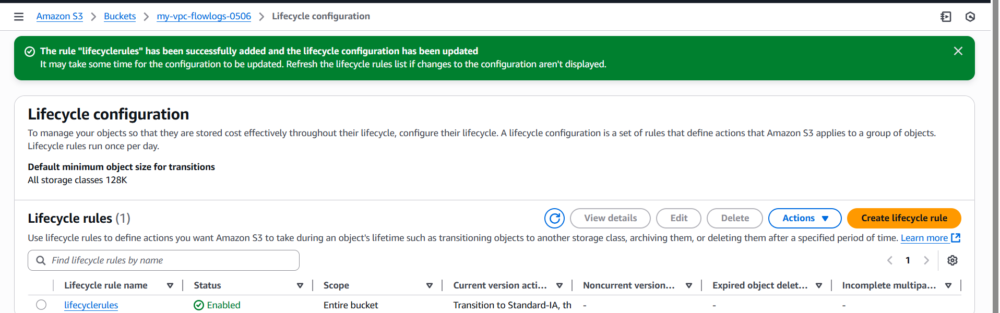 Amazon S3 > Buckets > my-vpc-flowlogs-0506 > Lifecycle configuration
The rule "lifecyclerules" has been successfully added and the lifecycle configuration has been updated
It may take some time for the configuration to be updated. Refresh the lifecycle rules list if changes to the configuration aren't displayed.
Lifecycle configuration
To manage your objects so that they are stored cost effectively throughout their lifecycle, configure their lifecycle. A lifecycle configuration is a set of rules that define actions that Amazon S3 applies to a group of objects.
Lifecycle rules run once per day.
Default minimum object size for transitions
All storage classes 128K
Lifecycle rules (1) View details Edit Delete Actions Create lifecycle rule
Use lifecycle rules to define actions you want Amazon S3 to take during an object's lifetime such as transitioning objects to another storage class, archiving them, or deleting them after a specified period of time. Learn more
Find lifecycle rules by name 1
Lifecycle rule name Status Scope Current version acti... Noncurrent version... Expired object delet... Incomplete multipa...
lifecyclerules Enabled Entire bucket Transition to Standard-IA, th - - -